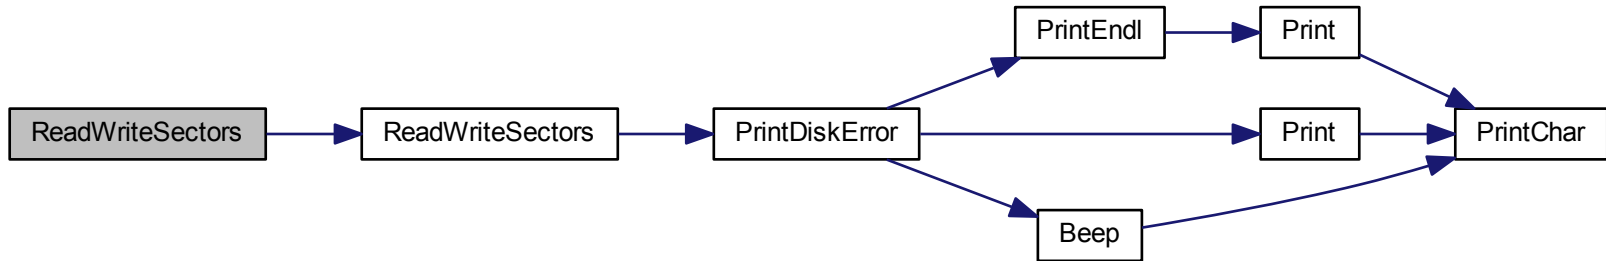 PrintEndl
Print
ReadWriteSectors
ReadWriteSectors
PrintDiskError
Print
PrintChar
Beep